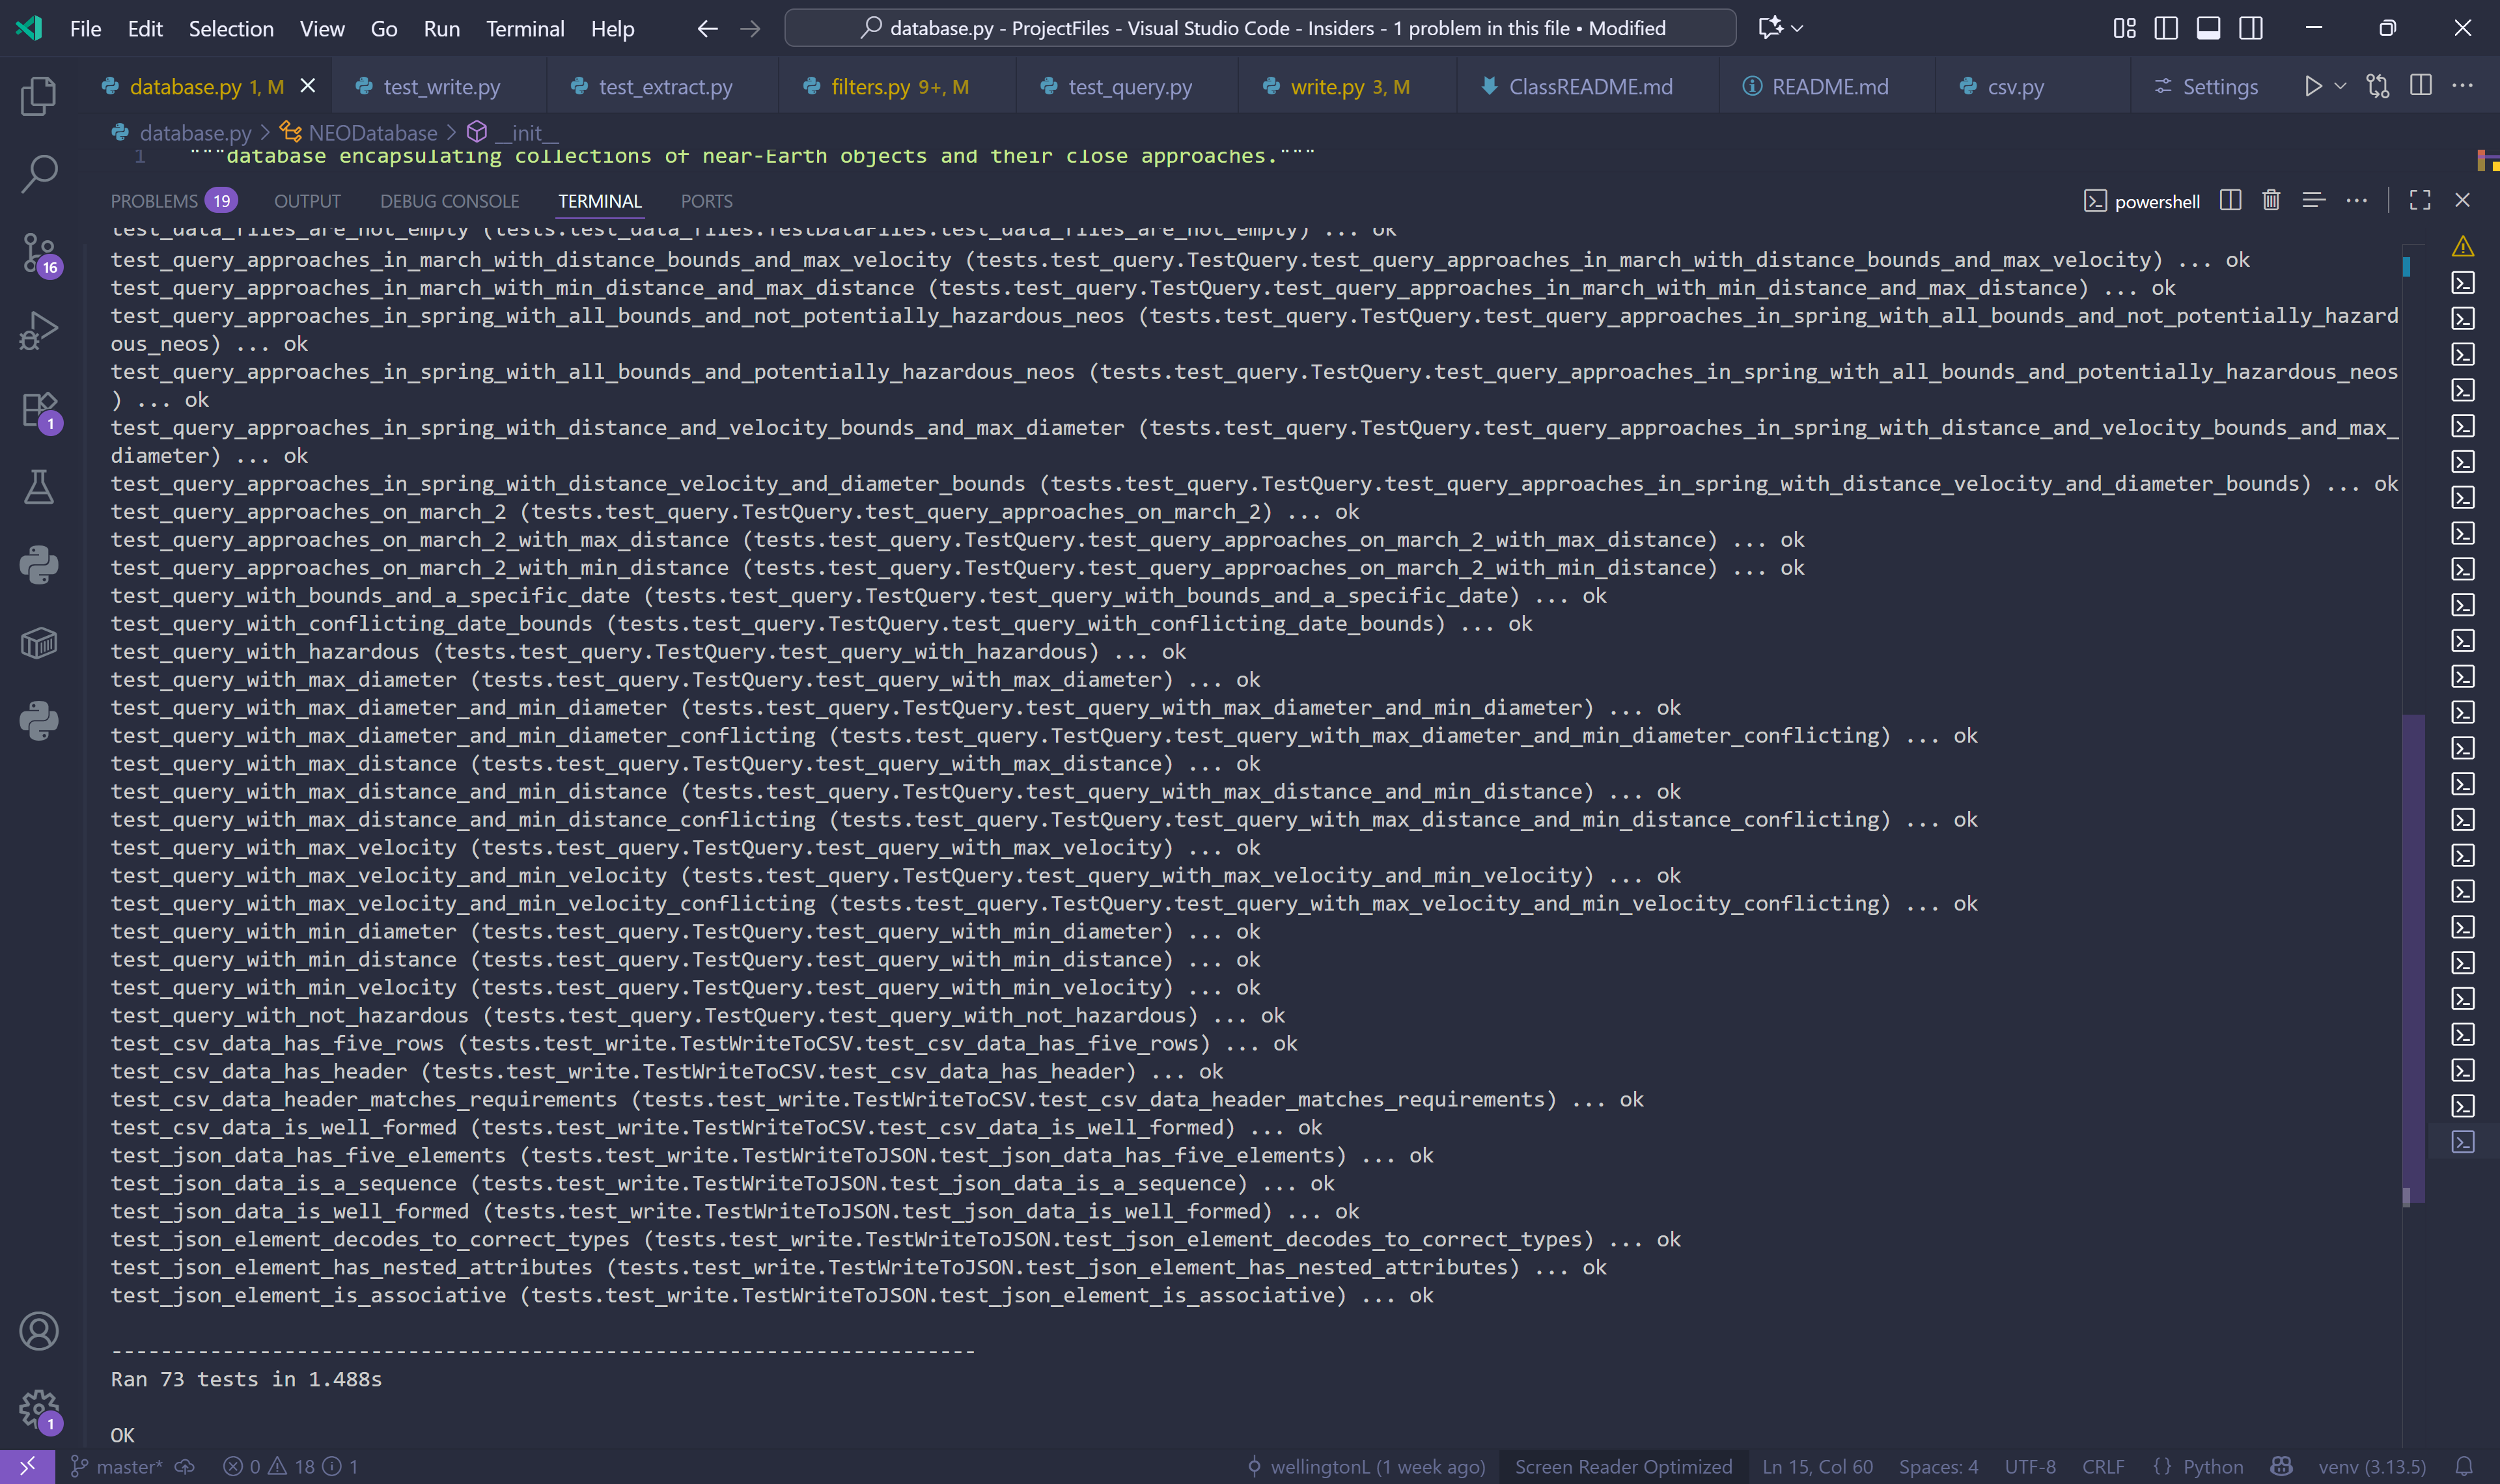 File Edit Selection View Go Run Terminal Help
database.py - ProjectFiles - Visual Studio Code - Insiders - 1 problem in this file • Modified
database.py 1, M test_write.py test_extract.py filters.py 9+, M test_query.py write.py 3, M ClassREADME.md README.md csv.py Settings
database.py > NEODatabase > __init__
1 """database encapsulating collections of near-Earth objects and their close approaches."""
PROBLEMS 19 OUTPUT DEBUG CONSOLE TERMINAL PORTS powershell
test_data_files_are_not_empty (tests.test_data_files.TestDataFiles.test_data_files_are_not_empty) ... ok
test_query_approaches_in_march_with_distance_bounds_and_max_velocity (tests.test_query.TestQuery.test_query_approaches_in_march_with_distance_bounds_and_max_velocity) ... ok
test_query_approaches_in_march_with_min_distance_and_max_distance (tests.test_query.TestQuery.test_query_approaches_in_march_with_min_distance_and_max_distance) ... ok
test_query_approaches_in_spring_with_all_bounds_and_not_potentially_hazardous_neos (tests.test_query.TestQuery.test_query_approaches_in_spring_with_all_bounds_and_not_potentially_hazard
ous_neos) ... ok
test_query_approaches_in_spring_with_all_bounds_and_potentially_hazardous_neos (tests.test_query.TestQuery.test_query_approaches_in_spring_with_all_bounds_and_potentially_hazardous_neos
) ... ok
test_query_approaches_in_spring_with_distance_and_velocity_bounds_and_max_diameter (tests.test_query.TestQuery.test_query_approaches_in_spring_with_distance_and_velocity_bounds_and_max_
diameter) ... ok
test_query_approaches_in_spring_with_distance_velocity_and_diameter_bounds (tests.test_query.TestQuery.test_query_approaches_in_spring_with_distance_velocity_and_diameter_bounds) ... ok
test_query_approaches_on_march_2 (tests.test_query.TestQuery.test_query_approaches_on_march_2) ... ok
test_query_approaches_on_march_2_with_max_distance (tests.test_query.TestQuery.test_query_approaches_on_march_2_with_max_distance) ... ok
test_query_approaches_on_march_2_with_min_distance (tests.test_query.TestQuery.test_query_approaches_on_march_2_with_min_distance) ... ok
test_query_with_bounds_and_a_specific_date (tests.test_query.TestQuery.test_query_with_bounds_and_a_specific_date) ... ok
test_query_with_conflicting_date_bounds (tests.test_query.TestQuery.test_query_with_conflicting_date_bounds) ... ok
test_query_with_hazardous (tests.test_query.TestQuery.test_query_with_hazardous) ... ok
test_query_with_max_diameter (tests.test_query.TestQuery.test_query_with_max_diameter) ... ok
test_query_with_max_diameter_and_min_diameter (tests.test_query.TestQuery.test_query_with_max_diameter_and_min_diameter) ... ok
test_query_with_max_diameter_and_min_diameter_conflicting (tests.test_query.TestQuery.test_query_with_max_diameter_and_min_diameter_conflicting) ... ok
test_query_with_max_distance (tests.test_query.TestQuery.test_query_with_max_distance) ... ok
test_query_with_max_distance_and_min_distance (tests.test_query.TestQuery.test_query_with_max_distance_and_min_distance) ... ok
test_query_with_max_distance_and_min_distance_conflicting (tests.test_query.TestQuery.test_query_with_max_distance_and_min_distance_conflicting) ... ok
test_query_with_max_velocity (tests.test_query.TestQuery.test_query_with_max_velocity) ... ok
test_query_with_max_velocity_and_min_velocity (tests.test_query.TestQuery.test_query_with_max_velocity_and_min_velocity) ... ok
test_query_with_max_velocity_and_min_velocity_conflicting (tests.test_query.TestQuery.test_query_with_max_velocity_and_min_velocity_conflicting) ... ok
test_query_with_min_diameter (tests.test_query.TestQuery.test_query_with_min_diameter) ... ok
test_query_with_min_distance (tests.test_query.TestQuery.test_query_with_min_distance) ... ok
test_query_with_min_velocity (tests.test_query.TestQuery.test_query_with_min_velocity) ... ok
test_query_with_not_hazardous (tests.test_query.TestQuery.test_query_with_not_hazardous) ... ok
test_csv_data_has_five_rows (tests.test_write.TestWriteToCSV.test_csv_data_has_five_rows) ... ok
test_csv_data_has_header (tests.test_write.TestWriteToCSV.test_csv_data_has_header) ... ok
test_csv_data_header_matches_requirements (tests.test_write.TestWriteToCSV.test_csv_data_header_matches_requirements) ... ok
test_csv_data_is_well_formed (tests.test_write.TestWriteToCSV.test_csv_data_is_well_formed) ... ok
test_json_data_has_five_elements (tests.test_write.TestWriteToJSON.test_json_data_has_five_elements) ... ok
test_json_data_is_a_sequence (tests.test_write.TestWriteToJSON.test_json_data_is_a_sequence) ... ok
test_json_data_is_well_formed (tests.test_write.TestWriteToJSON.test_json_data_is_well_formed) ... ok
test_json_element_decodes_to_correct_types (tests.test_write.TestWriteToJSON.test_json_element_decodes_to_correct_types) ... ok
test_json_element_has_nested_attributes (tests.test_write.TestWriteToJSON.test_json_element_has_nested_attributes) ... ok
test_json_element_is_associative (tests.test_write.TestWriteToJSON.test_json_element_is_associative) ... ok
----------------------------------------------------------------------
Ran 73 tests in 1.488s
OK
16
1
1
master* 0 18 1 wellingtonL (1 week ago) Screen Reader Optimized Ln 15, Col 60 Spaces: 4 UTF-8 CRLF {} Python venv (3.13.5)